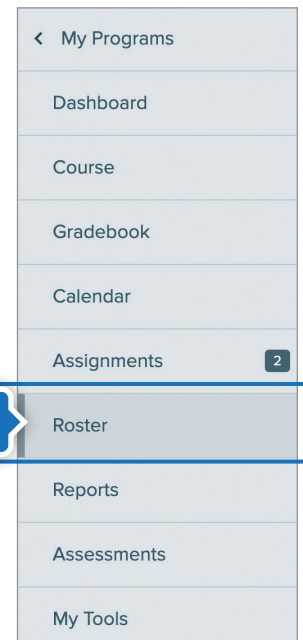 My Programs
Dashboard
Course
Gradebook
Calendar
Assignments 2
Roster
Reports
Assessments
My Tools